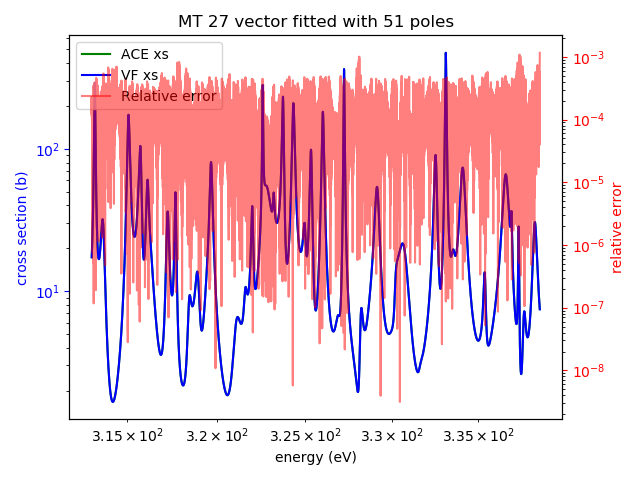 MT 27 vector fitted with 51 poles
ACE xs
VF xs
Relative error
cross section (b)
10²
10¹
10⁻³
10⁻⁴
10⁻⁵
10⁻⁶
10⁻⁷
10⁻⁸
relative error
3.15 × 10² 3.2 × 10² 3.25 × 10² 3.3 × 10² 3.35 × 10²
energy (eV)